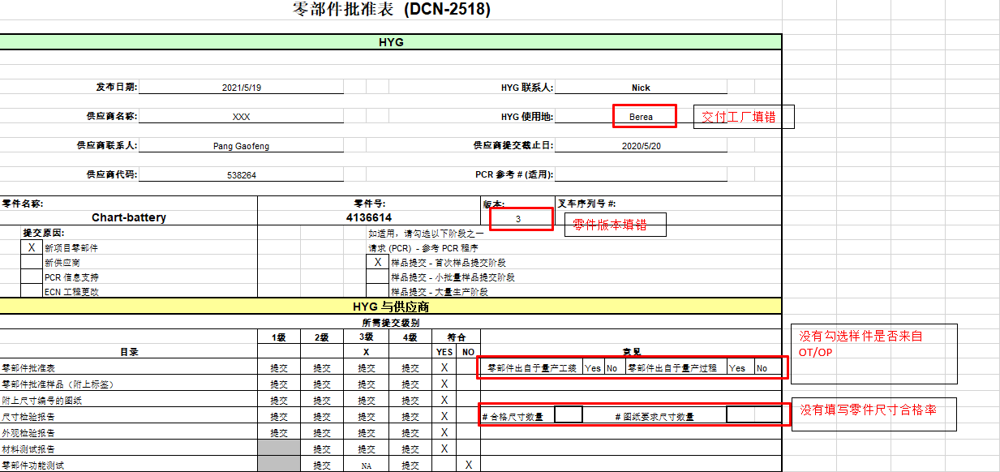 零部件批准表 (DCN-2518)
HYG
发布日期: 2021/5/19 HYG 联系人: Nick
供应商名称: XXX HYG 使用地: Berea 交付工厂填错
供应商联系人: Pang Gaofeng 供应商提交截止日: 2020/5/20
供应商代码: 538264 PCR 参考 # (适用):
零件名称: 零件号: 版本: 叉车序列号 #:
Chart-battery 4136614 3 零件版本填错
提交原因: 如适用，请勾选以下阶段之一
X 新项目零部件 请求 (PCR) - 参考 PCR 程序
新供应商 X 样品提交 - 首次样品提交阶段
PCR 信息支持 样品提交 - 小批量样品提交阶段
ECN 工程更改 样品提交 - 大量生产阶段
HYG 与供应商
所需提交级别
1级 2级 3级 4级 符合
目录 X YES NO 意见
没有勾选样件是否来自
OT/OP
零部件批准表 提交 提交 提交 提交 X 零部件出自于量产工装 Yes No 零部件出自于量产过程 Yes No
零部件批准样品（附上标签） 提交 提交 提交 提交 X
附上尺寸编号的图纸 提交 提交 提交 提交 X
尺寸检验报告 提交 提交 提交 提交 X # 合格尺寸数量 # 图纸要求尺寸数量 没有填写零件尺寸合格率
外观检验报告 提交 提交 提交 提交 X
材料测试报告 提交 提交 提交 X
零部件功能测试 提交 NA 提交 X